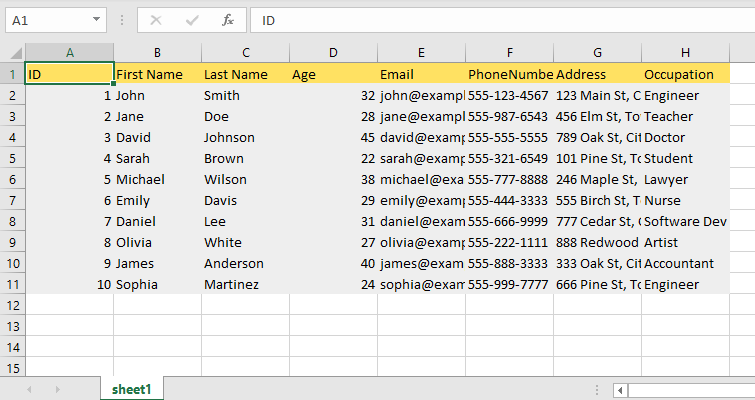 A1 fx ID
A B C D E F G H
1 ID First Name Last Name Age Email PhoneNumbe Address Occupation
2 1 John Smith 32 john@exampl 555-123-4567 123 Main St, C Engineer
3 2 Jane Doe 28 jane@exampl 555-987-6543 456 Elm St, To Teacher
4 3 David Johnson 45 david@exam 555-555-5555 789 Oak St, Cit Doctor
5 4 Sarah Brown 22 sarah@exam 555-321-6549 101 Pine St, To Student
6 5 Michael Wilson 38 michael@exa 555-777-8888 246 Maple St, Lawyer
7 6 Emily Davis 29 emily@exam 555-444-3333 555 Birch St, T Nurse
8 7 Daniel Lee 31 daniel@exam 555-666-9999 777 Cedar St, Software Dev
9 8 Olivia White 27 olivia@exam 555-222-1111 888 Redwood Artist
10 9 James Anderson 40 james@exam 555-888-3333 333 Oak St, Cit Accountant
11 10 Sophia Martinez 24 sophia@exam 555-999-7777 666 Pine St, To Engineer
12
13
14
15
sheet1